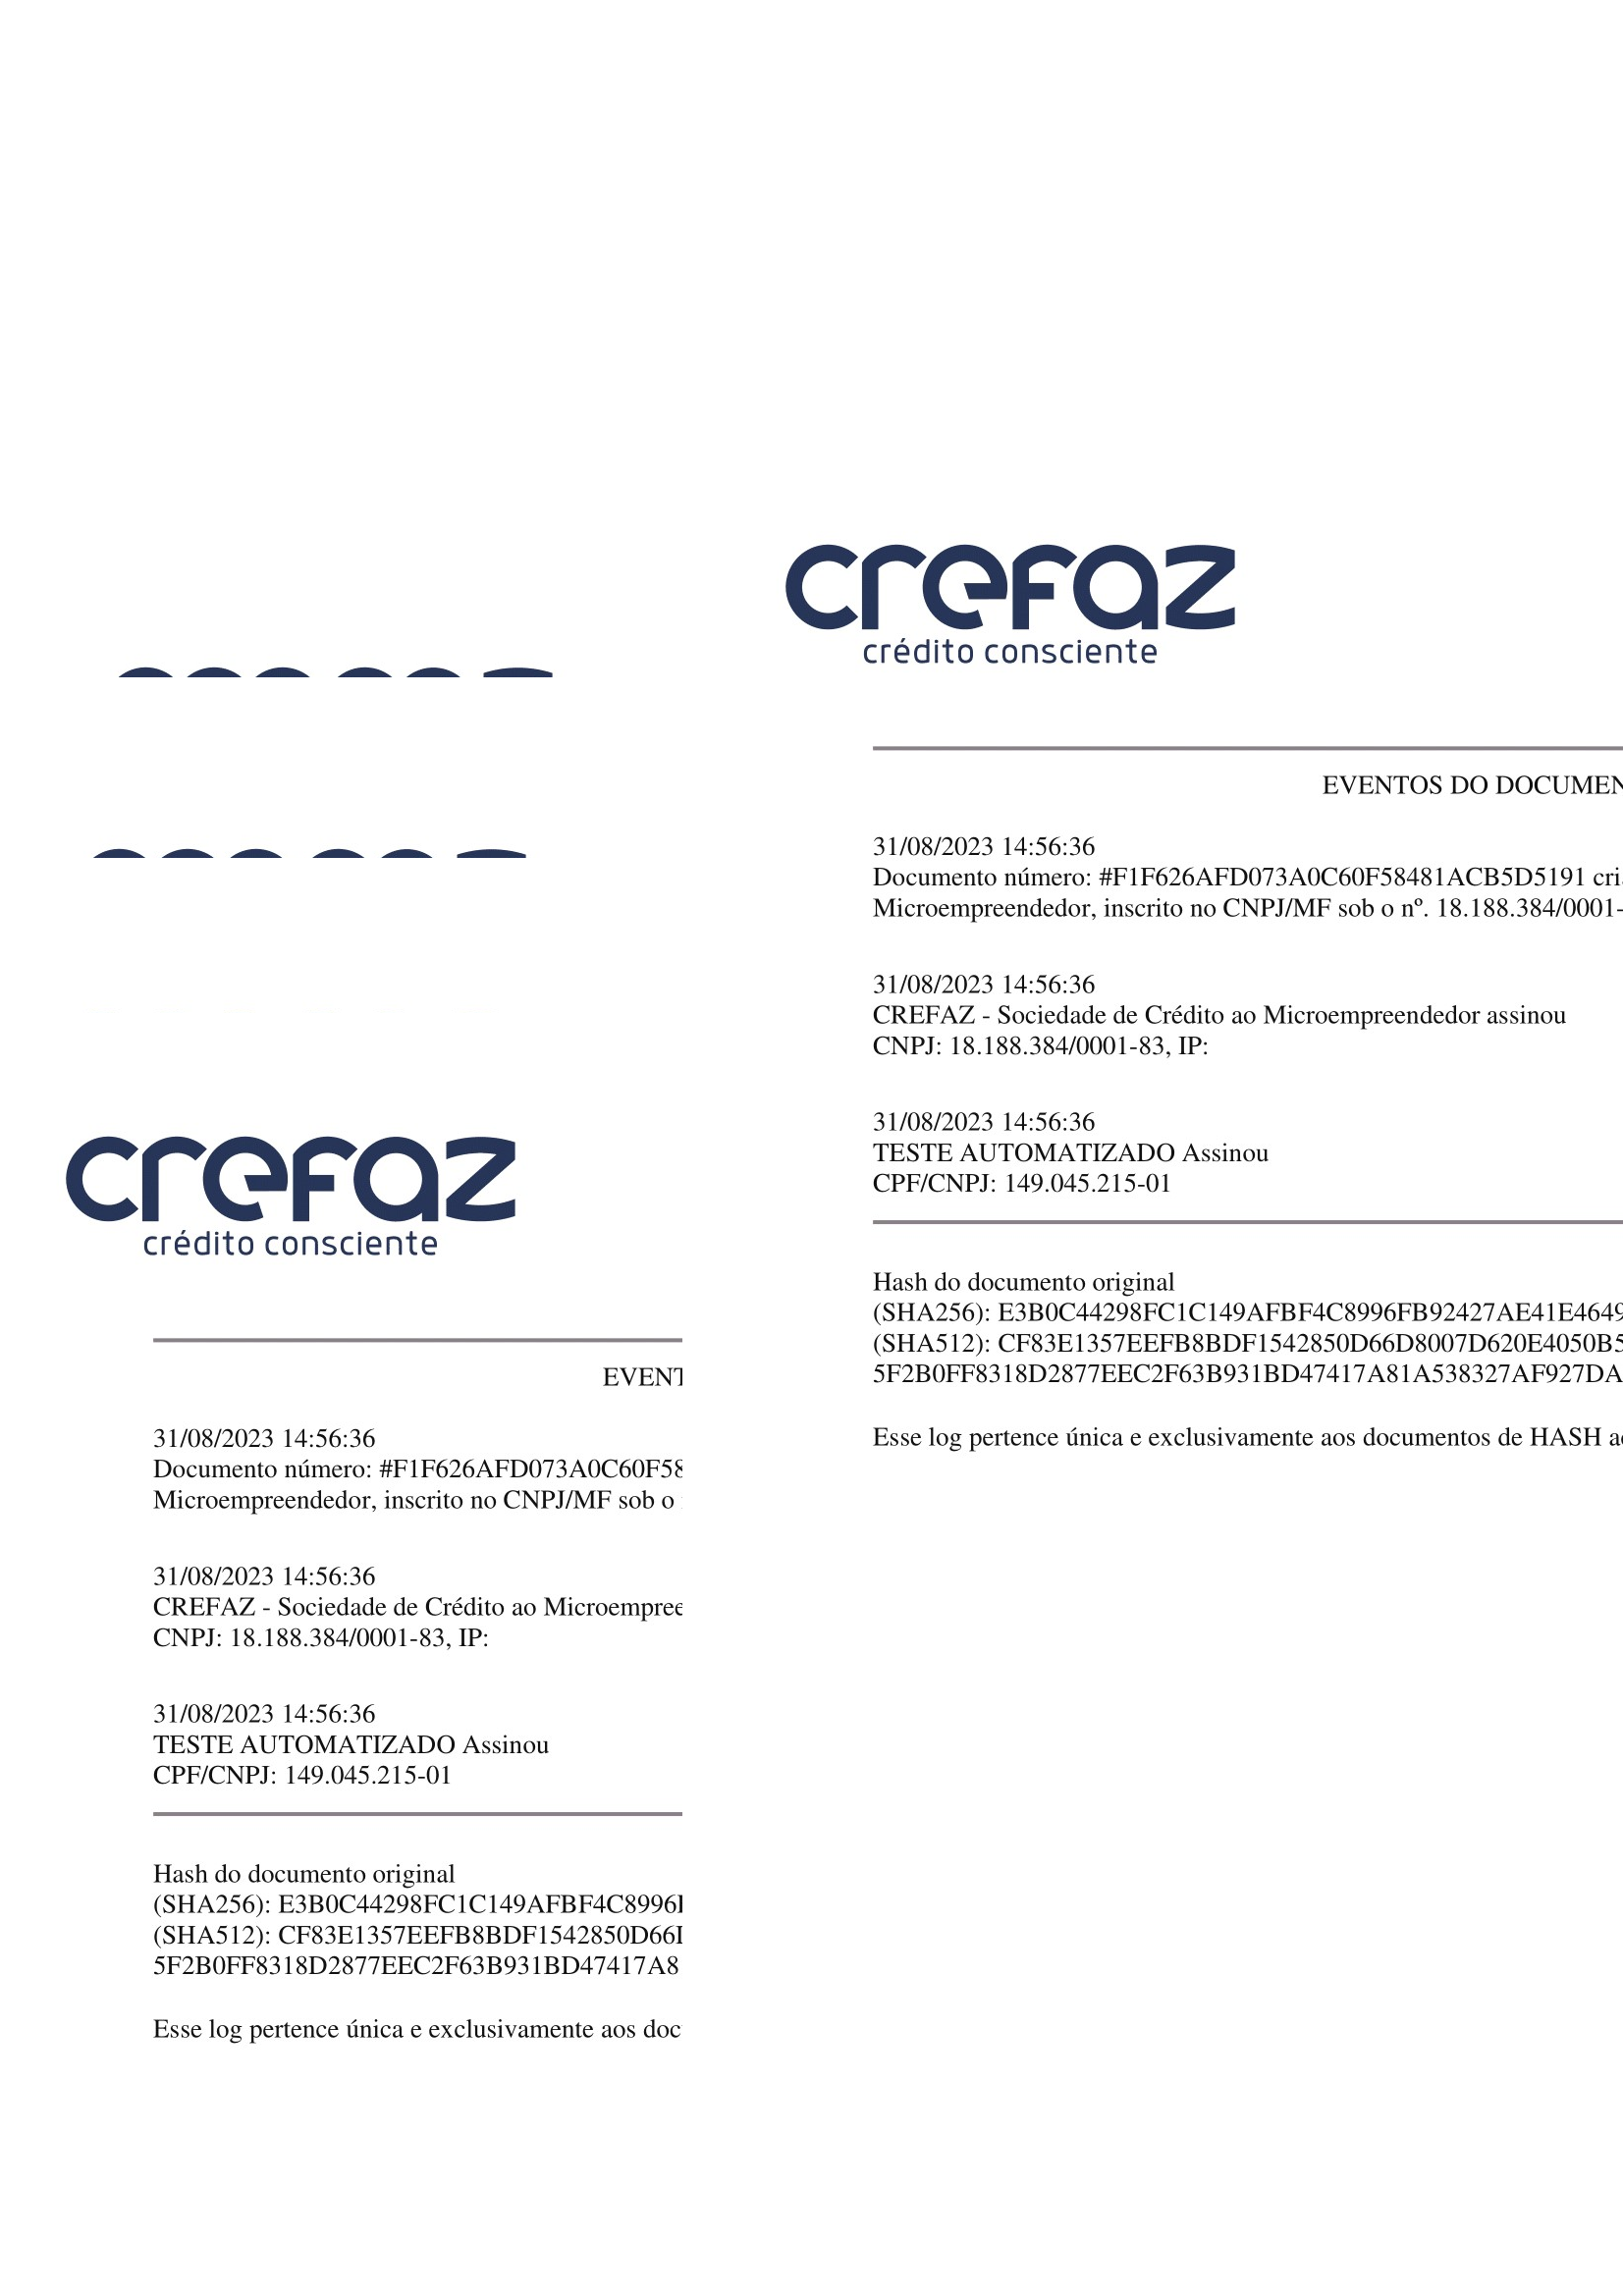 crefaz
crédito consciente
EVENTOS DO DOCUMEN
31/08/2023 14:56:36
Documento número: #F1F626AFD073A0C60F58481ACB5D5191 cri
Microempreendedor, inscrito no CNPJ/MF sob o nº. 18.188.384/0001-
31/08/2023 14:56:36
CREFAZ - Sociedade de Crédito ao Microempreendedor assinou
CNPJ: 18.188.384/0001-83, IP:
31/08/2023 14:56:36
TESTE AUTOMATIZADO Assinou
CPF/CNPJ: 149.045.215-01
Hash do documento original
(SHA256): E3B0C44298FC1C149AFBF4C8996FB92427AE41E4649
(SHA512): CF83E1357EEFB8BDF1542850D66D8007D620E4050B5
5F2B0FF8318D2877EEC2F63B931BD47417A81A538327AF927DA
Esse log pertence única e exclusivamente aos documentos de HASH a
crefaz
crédito consciente
EVENT
31/08/2023 14:56:36
Documento número: #F1F626AFD073A0C60F58
Microempreendedor, inscrito no CNPJ/MF sob o
31/08/2023 14:56:36
CREFAZ - Sociedade de Crédito ao Microempree
CNPJ: 18.188.384/0001-83, IP:
31/08/2023 14:56:36
TESTE AUTOMATIZADO Assinou
CPF/CNPJ: 149.045.215-01
Hash do documento original
(SHA256): E3B0C44298FC1C149AFBF4C8996
(SHA512): CF83E1357EEFB8BDF1542850D66
5F2B0FF8318D2877EEC2F63B931BD47417A8
Esse log pertence única e exclusivamente aos doc